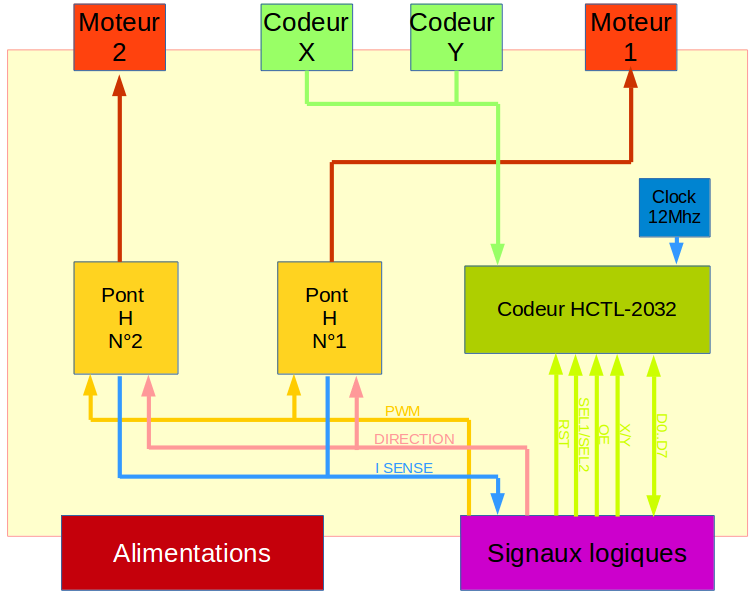 Moteur
2
Codeur
X
Codeur
Y
Moteur
1
Clock
12Mhz
Pont
H
N°2
Pont
H
N°1
Codeur HCTL-2032
PWM
DIRECTION
I SENSE
RST
SEL1/SEL2
OE
X/Y
D0..D7
Alimentations
Signaux logiques